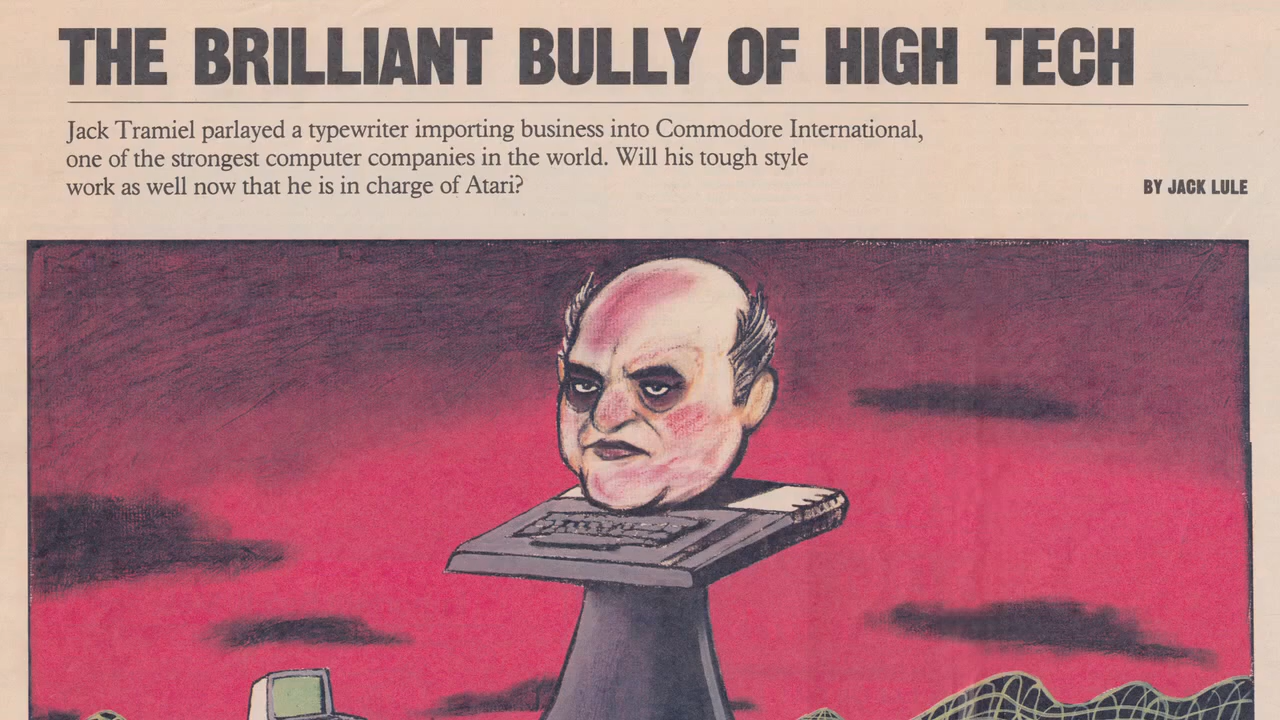 THE BRILLIANT BULLY OF HIGH TECH
Jack Tramiel parlayed a typewriter importing business into Commodore International,
one of the strongest computer companies in the world. Will his tough style
work as well now that he is in charge of Atari?
BY JACK LULE